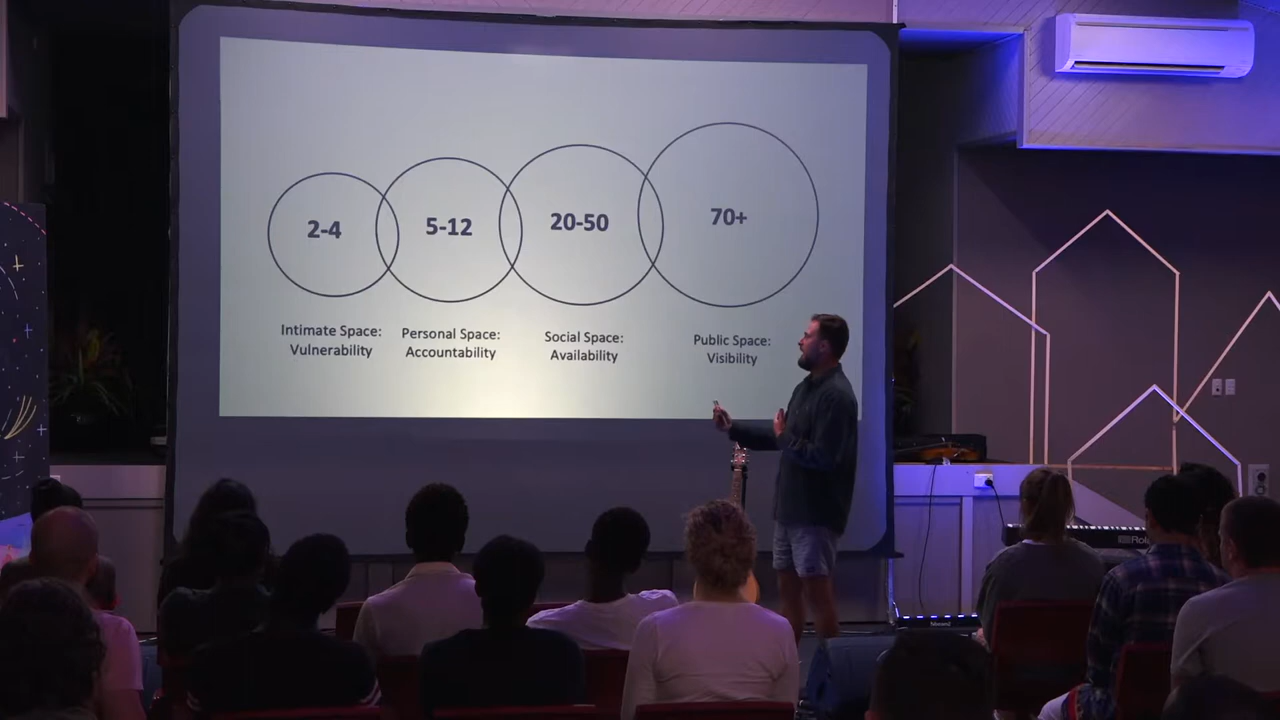 2-4
5-12
20-50
70+
Intimate Space:
Vulnerability
Personal Space:
Accountability
Social Space:
Availability
Public Space:
Visibility
Roland